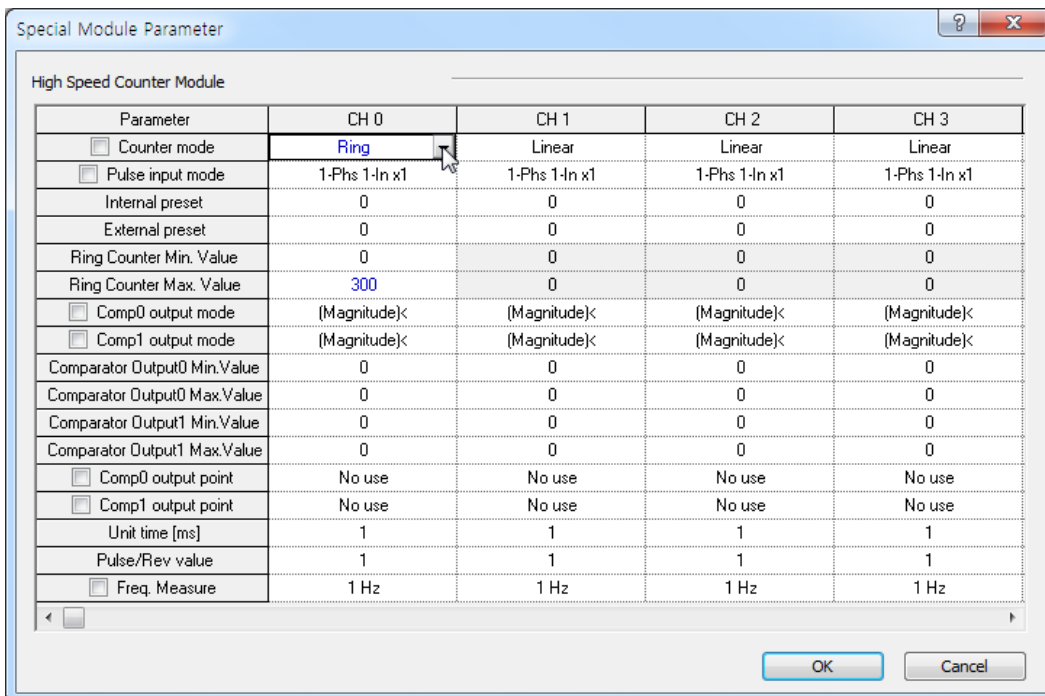 Special Module Parameter
High Speed Counter Module
Parameter CH 0 CH 1 CH 2 CH 3
Counter mode Ring Linear Linear Linear
Pulse input mode 1-Phs 1-In x1 1-Phs 1-In x1 1-Phs 1-In x1 1-Phs 1-In x1
Internal preset 0 0 0 0
External preset 0 0 0 0
Ring Counter Min. Value 0 0 0 0
Ring Counter Max. Value 300 0 0 0
Comp0 output mode (Magnitude)< (Magnitude)< (Magnitude)< (Magnitude)<
Comp1 output mode (Magnitude)< (Magnitude)< (Magnitude)< (Magnitude)<
Comparator Output0 Min.Value 0 0 0 0
Comparator Output0 Max.Value 0 0 0 0
Comparator Output1 Min.Value 0 0 0 0
Comparator Output1 Max.Value 0 0 0 0
Comp0 output point No use No use No use No use
Comp1 output point No use No use No use No use
Unit time [ms] 1 1 1 1
Pulse/Rev value 1 1 1 1
Freq. Measure 1 Hz 1 Hz 1 Hz 1 Hz
OK Cancel